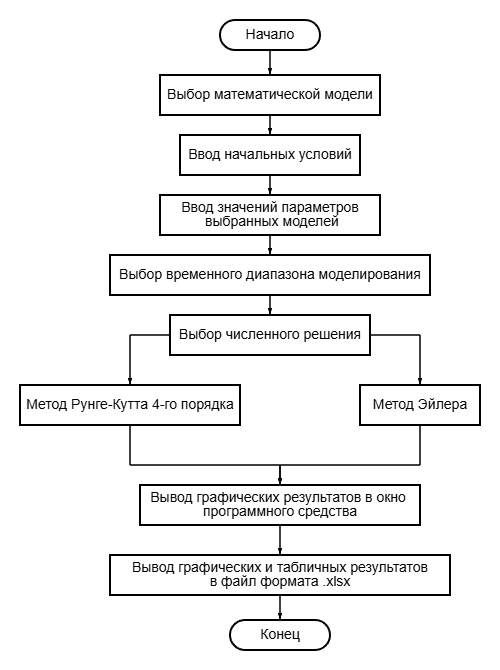 Начало
Выбор математической модели
Ввод начальных условий
Ввод значений параметров
выбранных моделей
Выбор временного диапазона моделирования
Выбор численного решения
Метод Рунге-Кутта 4-го порядка
Метод Эйлера
Вывод графических результатов в окно
программного средства
Вывод графических и табличных результатов
в файл формата .xlsx
Конец